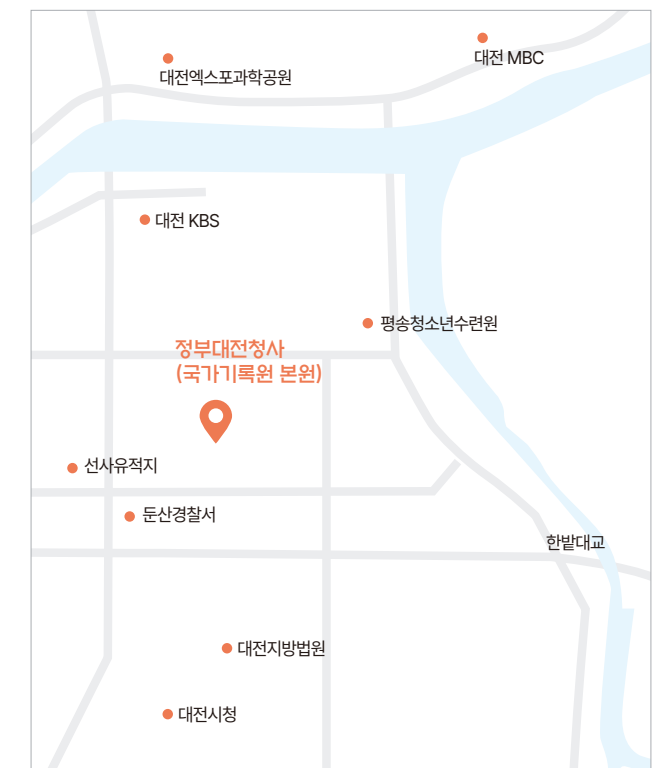 대전 MBC
대전엑스포과학공원
대전 KBS
평송청소년수련원
정부대전청사
(국가기록원 본원)
선사유적지
둔산경찰서
한밭대교
대전지방법원
대전시청